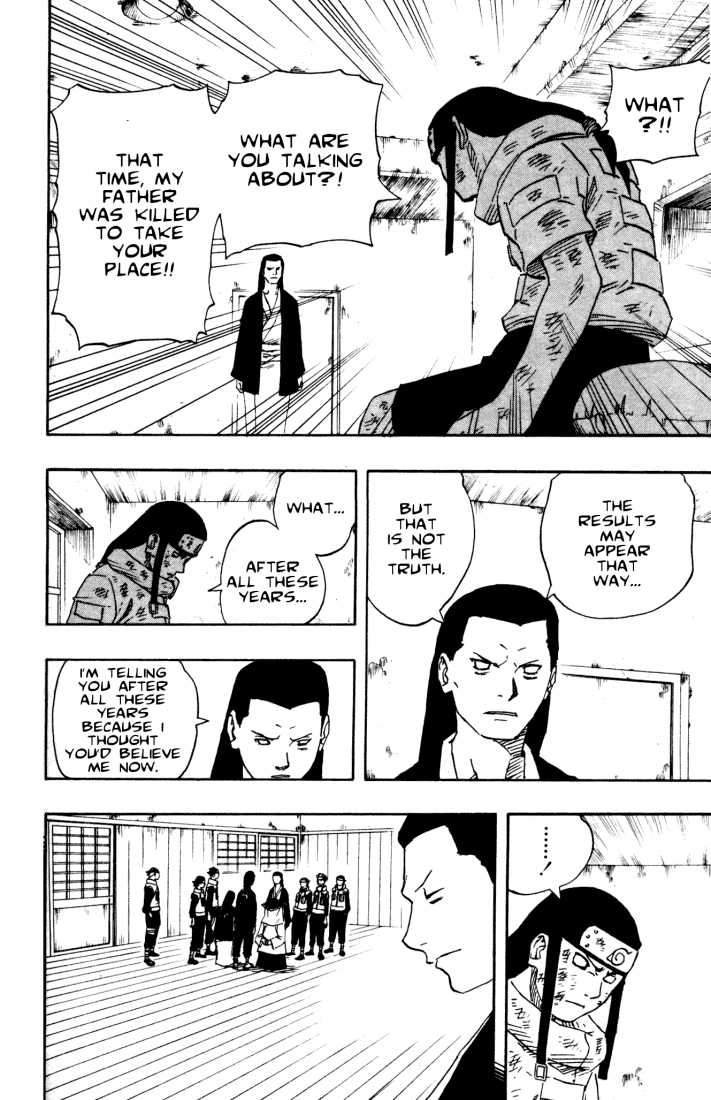 WHAT
?!!
WHAT ARE
YOU TALKING
ABOUT?!
THAT
TIME, MY
FATHER
WAS KILLED
TO TAKE
YOUR
PLACE!!
THE
RESULTS
MAY
APPEAR
THAT
WAY...
BUT
THAT
IS NOT
THE
TRUTH.
WHAT...
AFTER
ALL THESE
YEARS...
I'M TELLING
YOU AFTER
ALL THESE
YEARS
BECAUSE I
THOUGHT
YOU'D BELIEVE
ME NOW.
...!